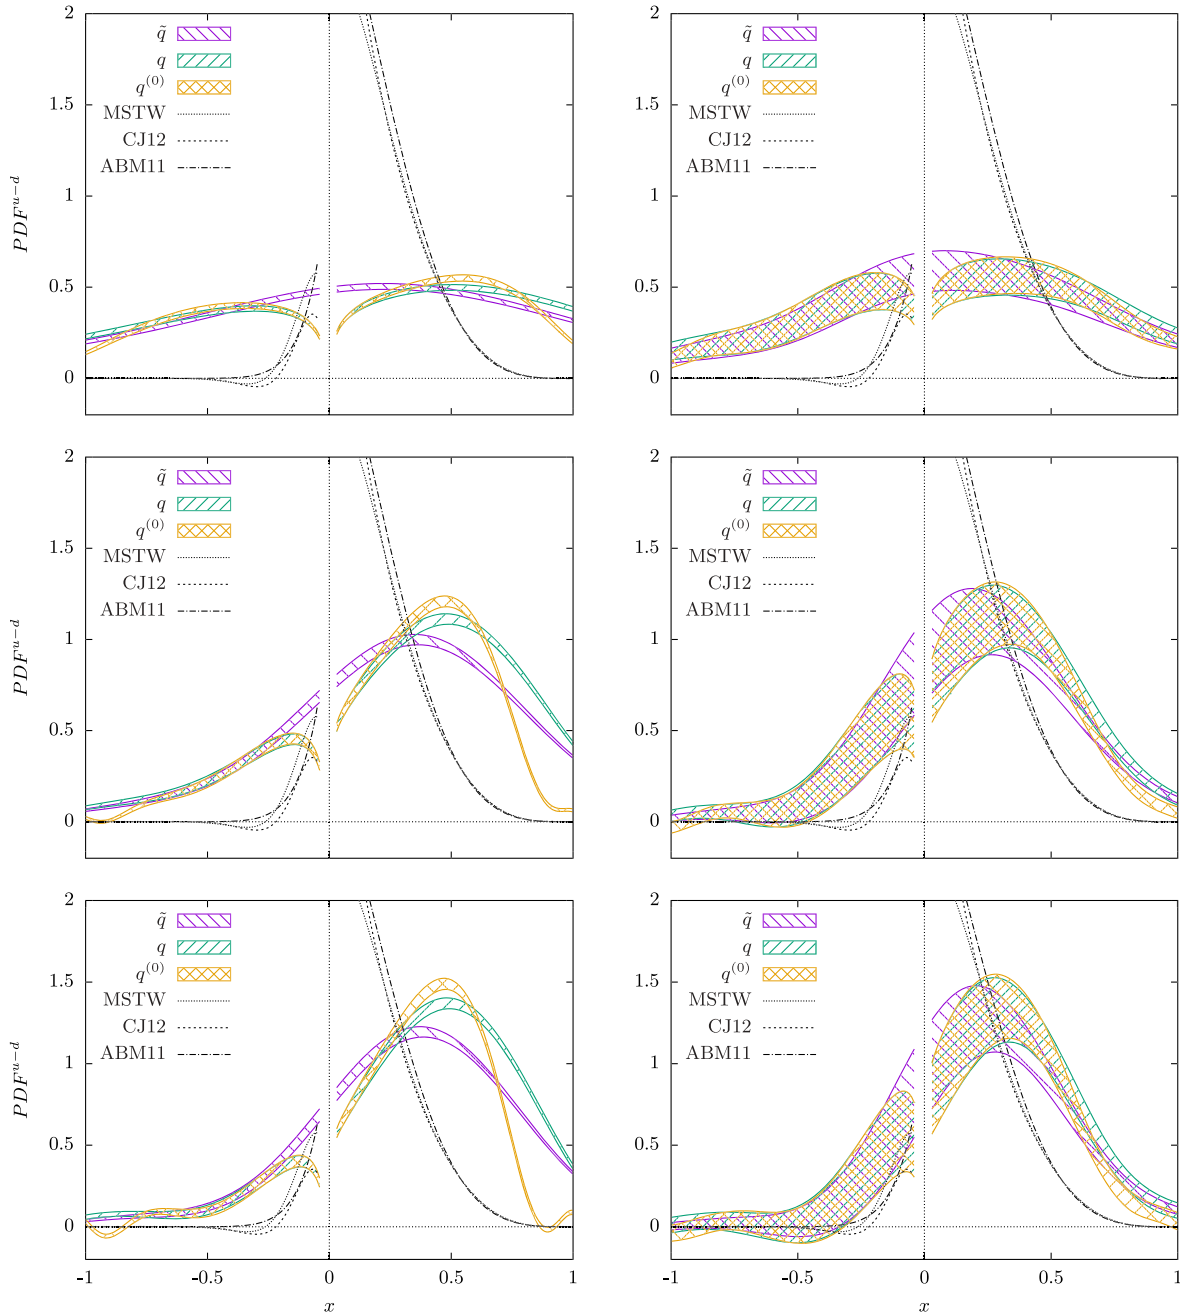 2
1.5
1
0.5
0
PDF^{u−d}
q̃
q
q^{(0)}
MSTW
CJ12
ABM11
2
1.5
1
0.5
0
q̃
q
q^{(0)}
MSTW
CJ12
ABM11
2
1.5
1
0.5
0
PDF^{u−d}
q̃
q
q^{(0)}
MSTW
CJ12
ABM11
2
1.5
1
0.5
0
q̃
q
q^{(0)}
MSTW
CJ12
ABM11
2
1.5
1
0.5
0
PDF^{u−d}
q̃
q
q^{(0)}
MSTW
CJ12
ABM11
-1 -0.5 0 0.5 1
x
2
1.5
1
0.5
0
q̃
q
q^{(0)}
MSTW
CJ12
ABM11
-1 -0.5 0 0.5 1
x